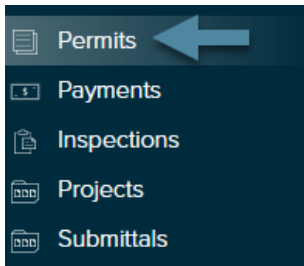 Permits
Payments
Inspections
Projects
Submittals